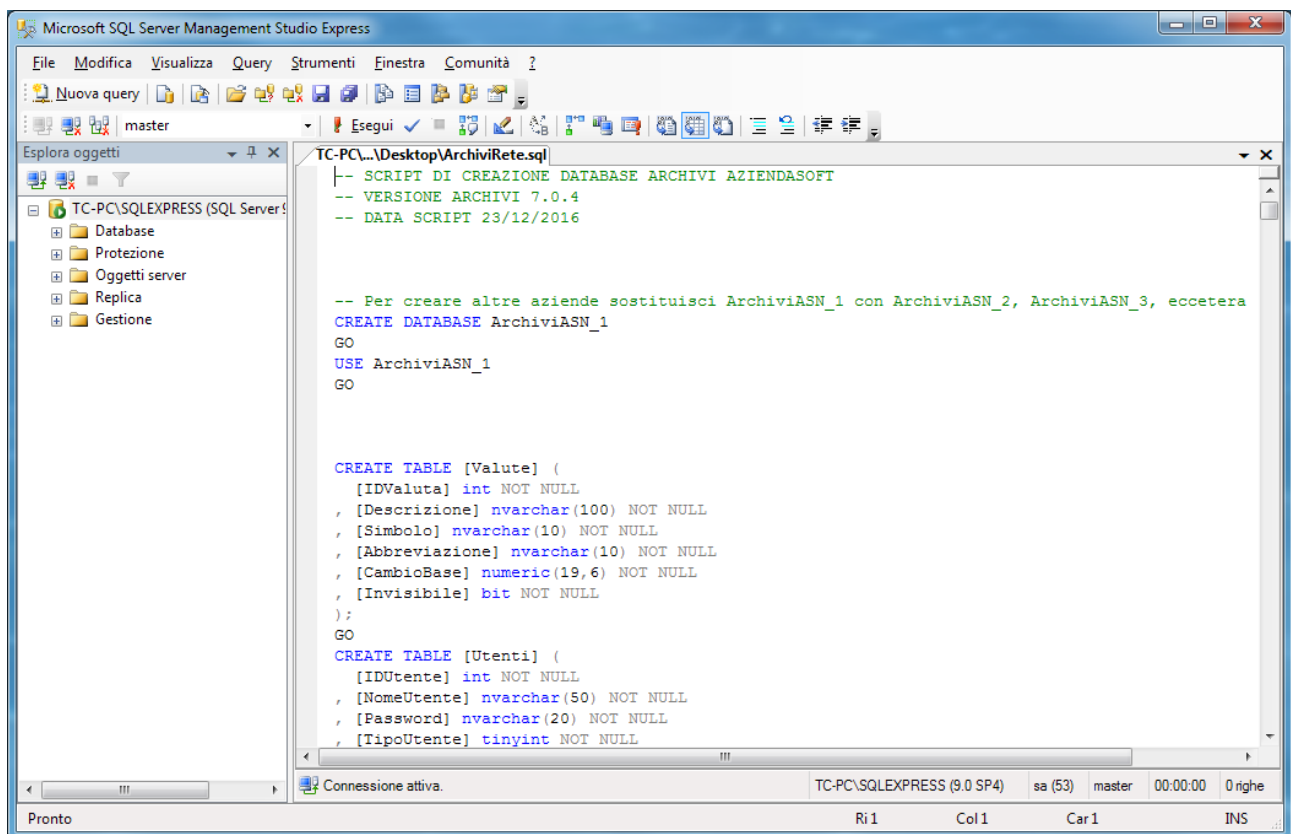 Microsoft SQL Server Management Studio Express
File Modifica Visualizza Query Strumenti Finestra Comunità ?
Nuova query
master Esegui
Esplora oggetti
TC-PC\SQLEXPRESS (SQL Server 9
Database
Protezione
Oggetti server
Replica
Gestione
TC-PC\...\Desktop\ArchiviRete.sql
-- SCRIPT DI CREAZIONE DATABASE ARCHIVI AZIENDASOFT
-- VERSIONE ARCHIVI 7.0.4
-- DATA SCRIPT 23/12/2016
-- Per creare altre aziende sostituisci ArchiviASN_1 con ArchiviASN_2, ArchiviASN_3, eccetera
CREATE DATABASE ArchiviASN_1
GO
USE ArchiviASN_1
GO
CREATE TABLE [Valute] (
[IDValuta] int NOT NULL
, [Descrizione] nvarchar(100) NOT NULL
, [Simbolo] nvarchar(10) NOT NULL
, [Abbreviazione] nvarchar(10) NOT NULL
, [CambioBase] numeric(19,6) NOT NULL
, [Invisibile] bit NOT NULL
);
GO
CREATE TABLE [Utenti] (
[IDUtente] int NOT NULL
, [NomeUtente] nvarchar(50) NOT NULL
, [Password] nvarchar(20) NOT NULL
, [TipoUtente] tinyint NOT NULL
Connessione attiva. TC-PC\SQLEXPRESS (9.0 SP4) sa (53) master 00:00:00 0 righe
Pronto Ri 1 Col 1 Car 1 INS